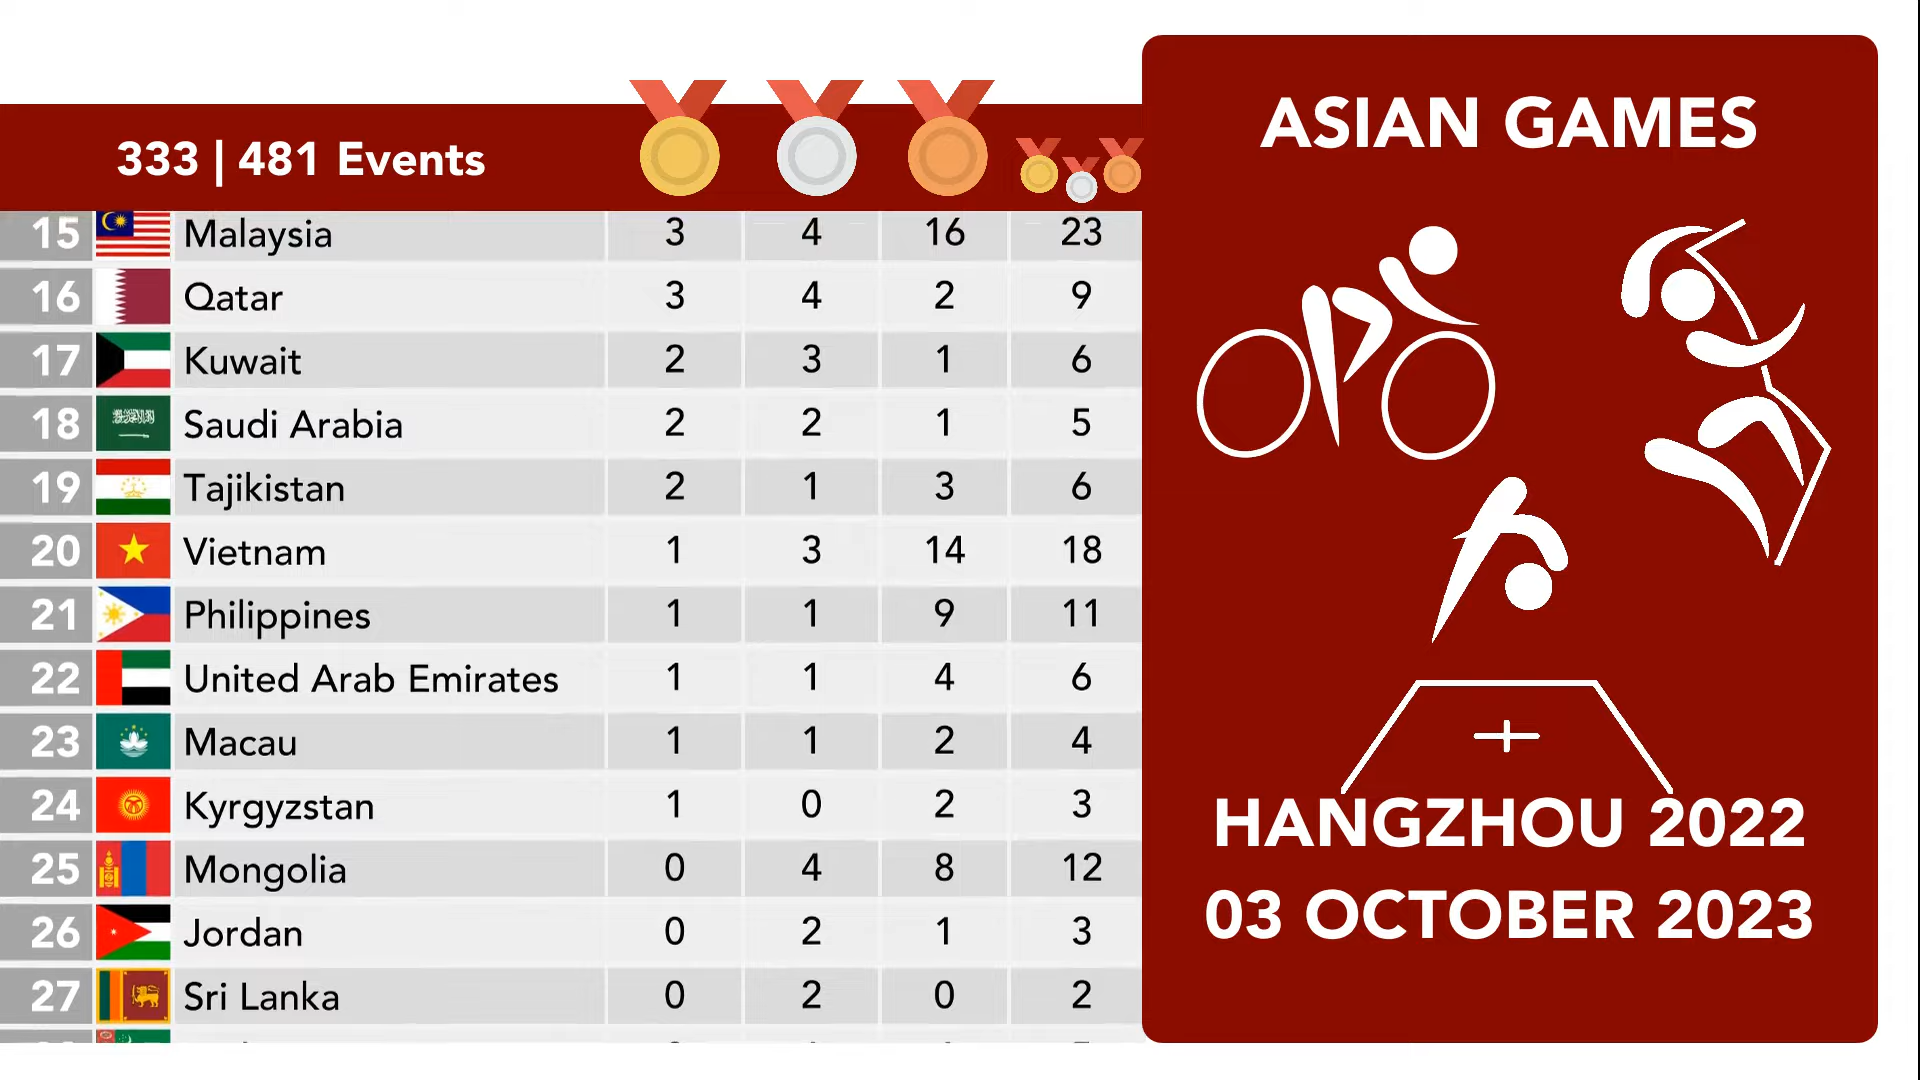 333 | 481 Events
15 Malaysia 3 4 16 23
16 Qatar 3 4 2 9
17 Kuwait 2 3 1 6
18 Saudi Arabia 2 2 1 5
19 Tajikistan 2 1 3 6
20 Vietnam 1 3 14 18
21 Philippines 1 1 9 11
22 United Arab Emirates 1 1 4 6
23 Macau 1 1 2 4
24 Kyrgyzstan 1 0 2 3
25 Mongolia 0 4 8 12
26 Jordan 0 2 1 3
27 Sri Lanka 0 2 0 2
ASIAN GAMES
HANGZHOU 2022
03 OCTOBER 2023